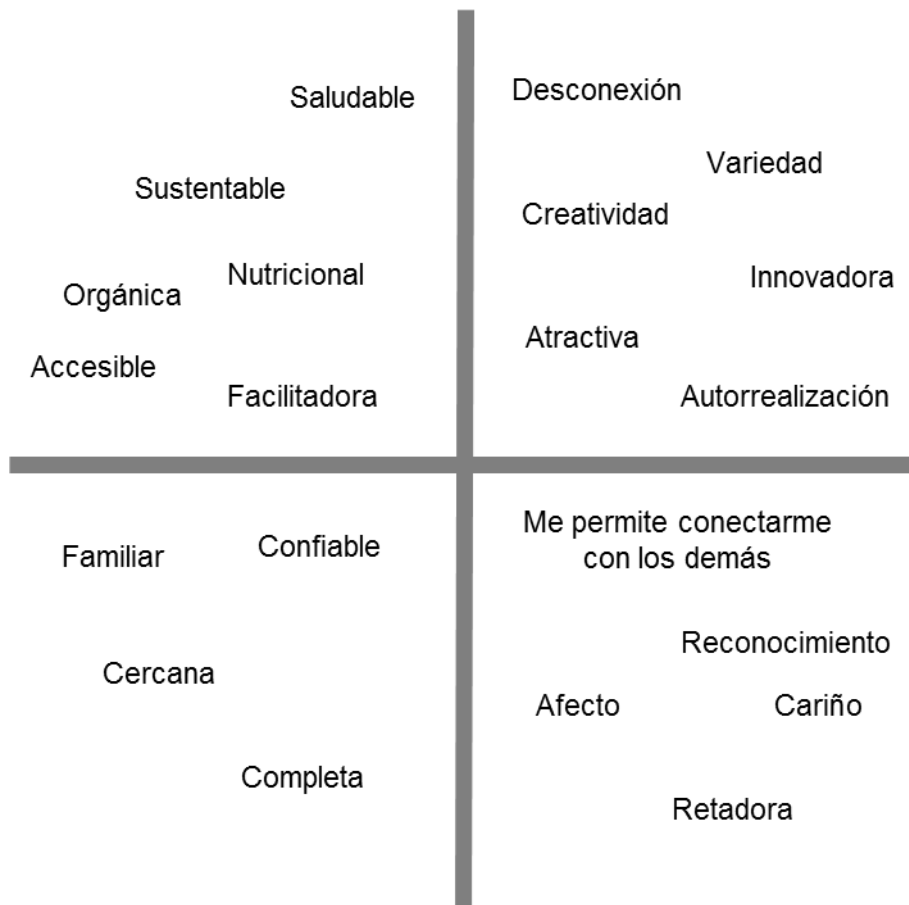 Saludable
Sustentable
Nutricional
Orgánica
Accesible
Facilitadora
Desconexión
Variedad
Creatividad
Innovadora
Atractiva
Autorrealización
Familiar
Confiable
Cercana
Completa
Me permite conectarme
con los demás
Reconocimiento
Afecto
Cariño
Retadora